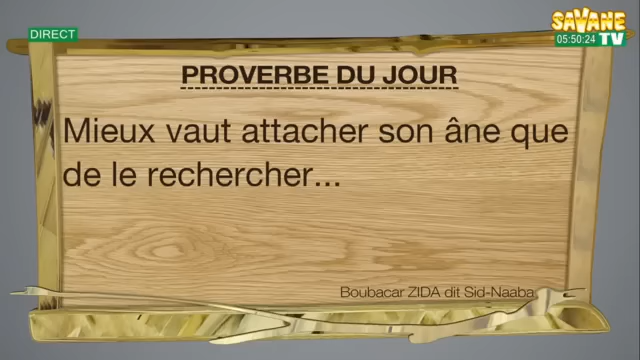 DIRECT
SAVANE
TV
05:50:24
PROVERBE DU JOUR
Mieux vaut attacher son âne que
de le rechercher...
Boubacar ZIDA dit Sid-Naaba